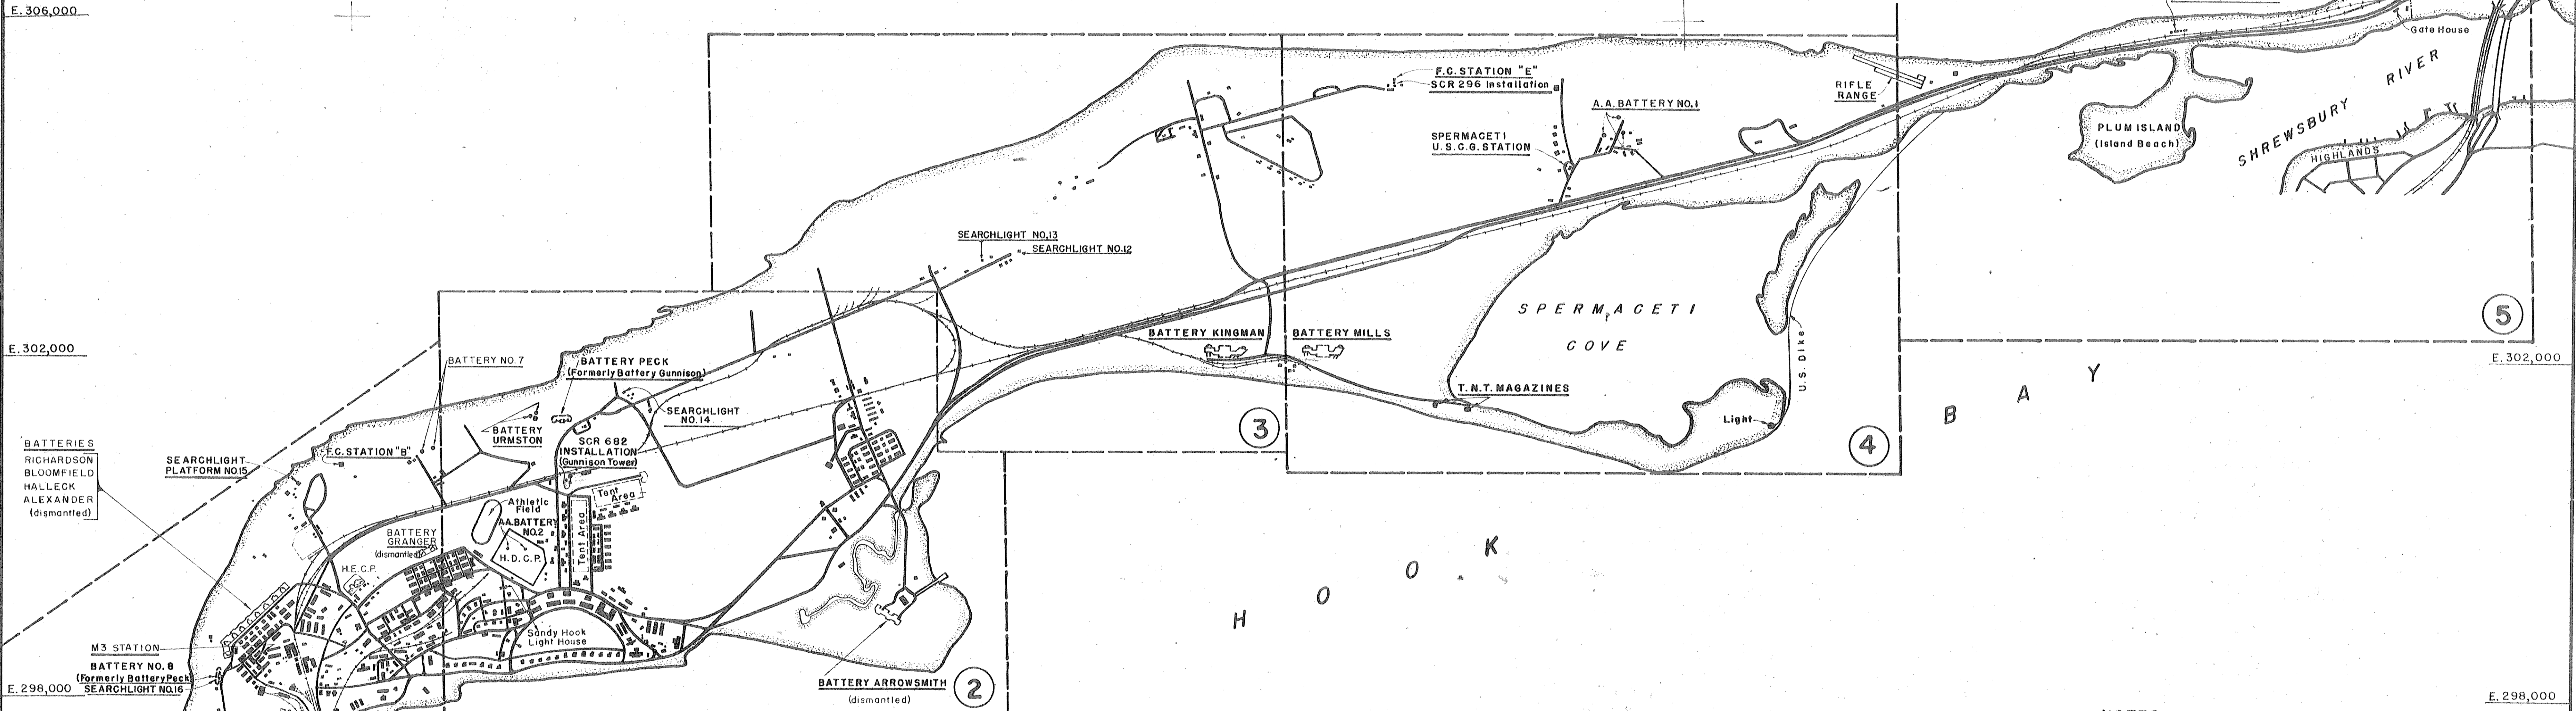 E. 306,000
Gate House
SHREWSBURY RIVER
F.C. STATION "E"
SCR 296 Installation
RIFLE
RANGE
A.A. BATTERY NO. 1
SPERMACETI
U.S.C.G. STATION
PLUM ISLAND
(Island Beach)
HIGHLANDS
SEARCHLIGHT NO. 13
SEARCHLIGHT NO. 12
SPERMACETI
COVE
5
BATTERY KINGMAN
BATTERY MILLS
E. 302,000
E. 302,000
BATTERY NO. 7
BATTERY PECK
(Formerly Battery Gunnison)
U.S. Dike
T.N.T. MAGAZINES
SEARCHLIGHT
NO. 14.
BATTERY
URMSTON
Light
3
4
SCR 682
INSTALLATION
(Gunnison Tower)
F.C. STATION "B"
BATTERIES
RICHARDSON
BLOOMFIELD
HALLECK
ALEXANDER
(dismantled)
SEARCHLIGHT
PLATFORM NO. 15
Tent
Area
Athletic
Field
A.A. BATTERY
NO. 2
Tent Area
H.D.C.P.
BATTERY
GRANGER
(dismantled)
H.E.C.P.
HOOK BAY
Sandy Hook
Light House
M3 STATION
BATTERY NO. 8
(Formerly Battery Peck)
SEARCHLIGHT NO. 16
BATTERY ARROWSMITH
(dismantled)
2
E. 298,000
E. 298,000